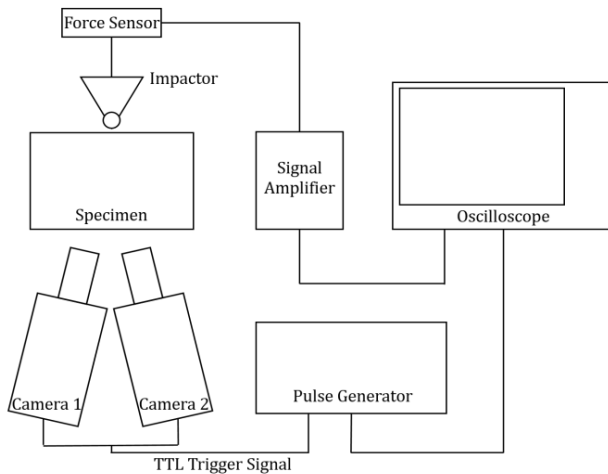 Force Sensor
Impactor
Signal
Amplifier
Specimen
Oscilloscope
Camera 1
Camera 2
Pulse Generator
TTL Trigger Signal